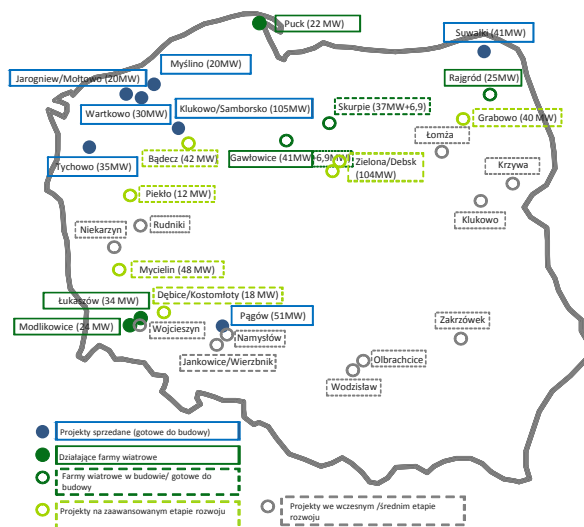 Puck (22 MW)
Suwałki (41MW)
Myślino (20MW)
Jarogniew/Mołtowo (20MW)
Rajgród (25MW)
Wartkowo (30MW)
Klukowo/Samborsko (105MW)
Skurpie (37MW+6,9)
Grabowo (40 MW)
Łomża
Tychowo (35MW)
Bądecz (42 MW)
Gawłowice (41MW+6,9MW)
Zielona/Dębsk
(104MW)
Krzywa
Piekło (12 MW)
Klukowo
Rudniki
Niekarzyn
Mycielin (48 MW)
Łukaszów (34 MW)
Dębice/Kostomłoty (18 MW)
Pągów (51MW)
Modlikowice (24 MW)
Wojcieszyn
Namysłów
Zakrzówek
Jankowice/Wierzbnik
Olbrachcice
Wodzisław
Projekty sprzedane (gotowe do budowy)
Działające farmy wiatrowe
Farmy wiatrowe w budowie/ gotowe do
budowy
Projekty na zaawansowanym etapie rozwoju
Projekty we wczesnym /średnim etapie
rozwoju